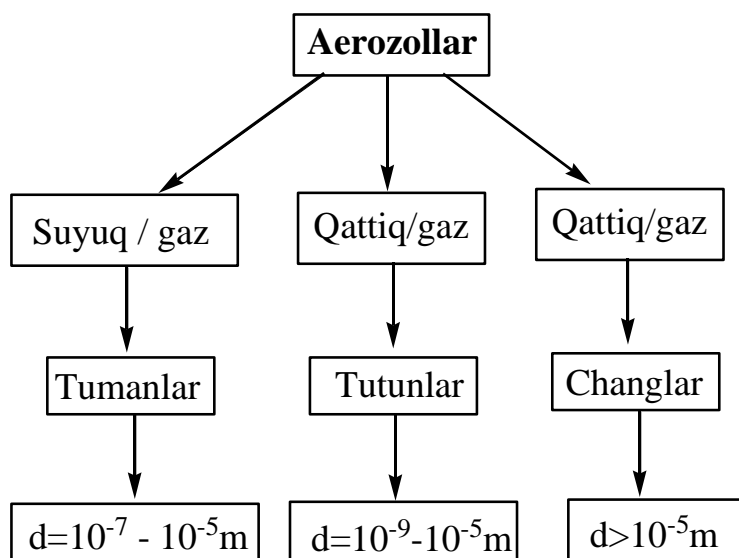 Aerozollar
Suyuq / gaz
Qattiq/gaz
Qattiq/gaz
Tumanlar
Tutunlar
Changlar
d=10⁻⁷ - 10⁻⁵m
d=10⁻⁹-10⁻⁵m
d>10⁻⁵m